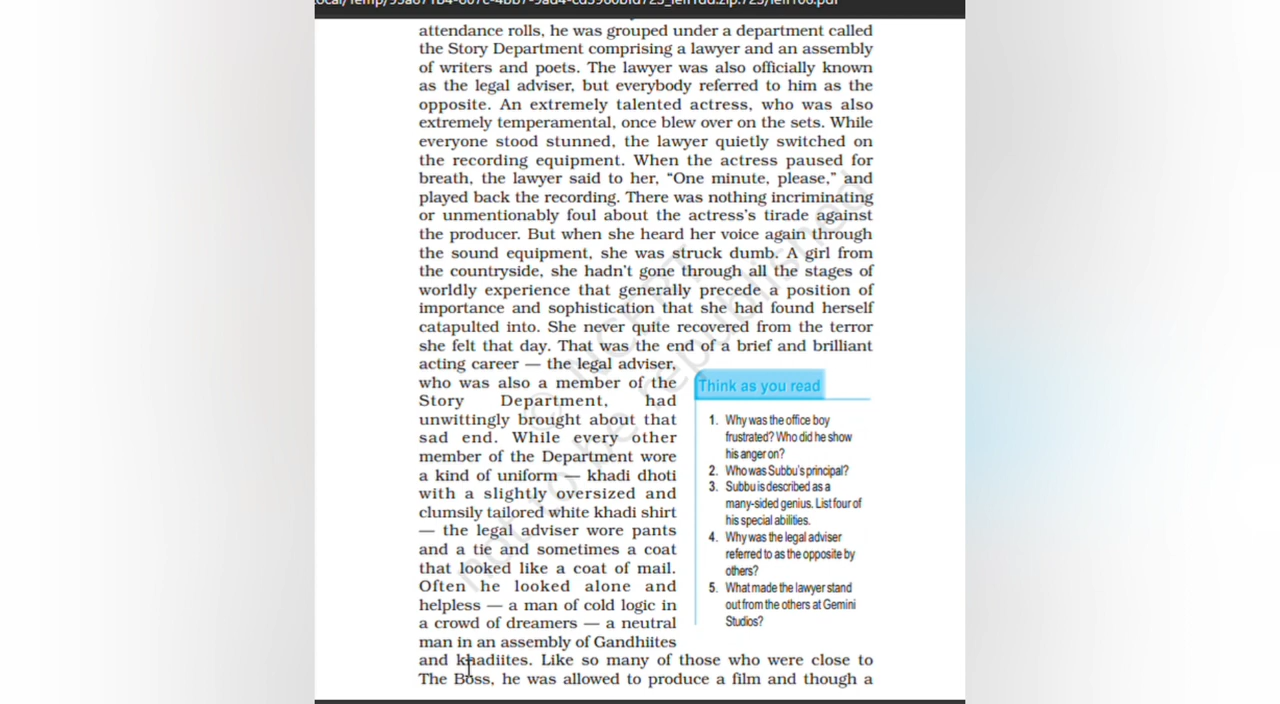 ocal/Temp/95a671b4-807c-4bb7-9ad4-cd5966bfd725_lefl1dd.zip.725/lefl106.pdf
attendance rolls, he was grouped under a department called
the Story Department comprising a lawyer and an assembly
of writers and poets. The lawyer was also officially known
as the legal adviser, but everybody referred to him as the
opposite. An extremely talented actress, who was also
extremely temperamental, once blew over on the sets. While
everyone stood stunned, the lawyer quietly switched on
the recording equipment. When the actress paused for
breath, the lawyer said to her, “One minute, please,” and
played back the recording. There was nothing incriminating
or unmentionably foul about the actress’s tirade against
the producer. But when she heard her voice again through
the sound equipment, she was struck dumb. A girl from
the countryside, she hadn’t gone through all the stages of
worldly experience that generally precede a position of
importance and sophistication that she had found herself
catapulted into. She never quite recovered from the terror
she felt that day. That was the end of a brief and brilliant
acting career — the legal adviser,
who was also a member of the
Story Department, had
unwittingly brought about that
sad end. While every other
member of the Department wore
a kind of uniform — khadi dhoti
with a slightly oversized and
clumsily tailored white khadi shirt
— the legal adviser wore pants
and a tie and sometimes a coat
that looked like a coat of mail.
Often he looked alone and
helpless — a man of cold logic in
a crowd of dreamers — a neutral
man in an assembly of Gandhiites
and khadiites. Like so many of those who were close to
The Boss, he was allowed to produce a film and though a
Think as you read
1. Why was the office boy
frustrated? Who did he show
his anger on?
2. Who was Subbu’s principal?
3. Subbu is described as a
many-sided genius. List four of
his special abilities.
4. Why was the legal adviser
referred to as the opposite by
others?
5. What made the lawyer stand
out from the others at Gemini
Studios?
© NCERT
not to be republished